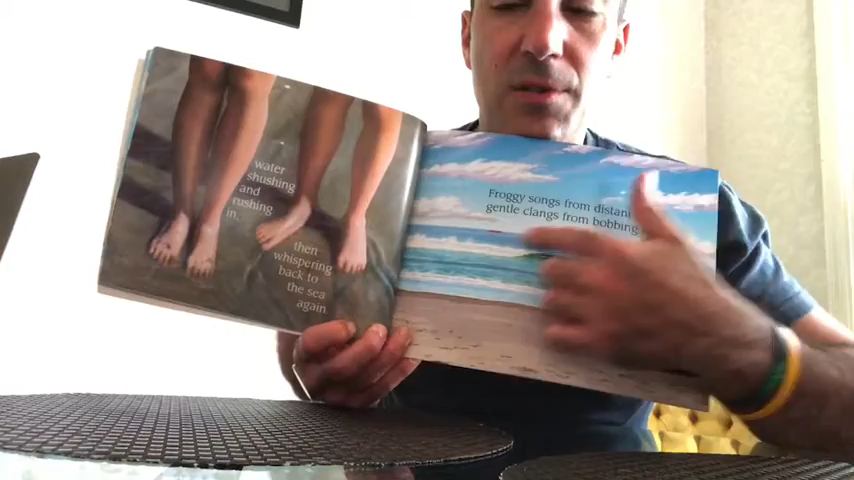 water
shushing
and rushing
in,
then
whispering
back to
the sea
again
Froggy songs from distant
gentle clangs from bobbing